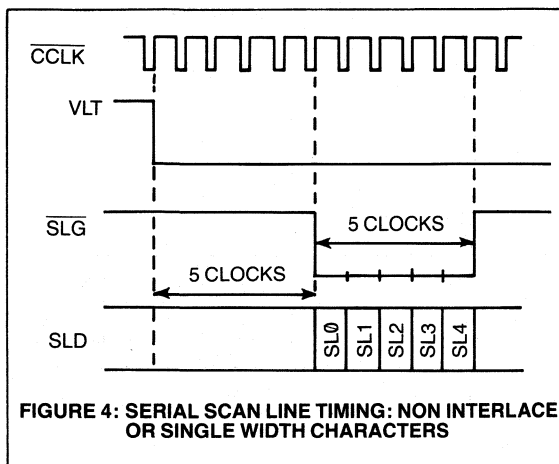 CCLK
VLT
SLG
5 CLOCKS
5 CLOCKS
SLD
SL0 SL1 SL2 SL3 SL4
FIGURE 4: SERIAL SCAN LINE TIMING: NON INTERLACE
OR SINGLE WIDTH CHARACTERS